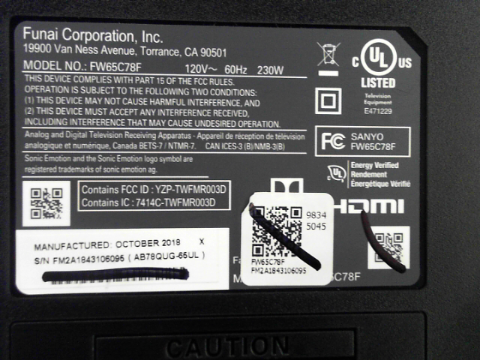 Funai Corporation, Inc.
19900 Van Ness Avenue, Torrance, CA 90501
MODEL NO.: FW65C78F 120V~ 60Hz 230W
THIS DEVICE COMPLIES WITH PART 15 OF THE FCC RULES.
OPERATION IS SUBJECT TO THE FOLLOWING TWO CONDITIONS:
(1) THIS DEVICE MAY NOT CAUSE HARMFUL INTERFERENCE, AND
(2) THIS DEVICE MUST ACCEPT ANY INTERFERENCE RECEIVED,
INCLUDING INTERFERENCE THAT MAY CAUSE UNDESIRED OPERATION.
Analog and Digital Television Receiving Apparatus - Appareil de réception de télévision
analogique et numérique, Canada BETS-7 / NTMR-7. CAN ICES-3 (B)/NMB-3(B)
Sonic Emotion and the Sonic Emotion logo symbol are
registered trademarks of sonic emotion ag.
C UL US
LISTED
Television
Equipment
E471229
FC SANYO
FW65C78F
UL Energy Verified
Rendement
Énergétique Vérifié
Contains FCC ID : YZP-TWFMR003D
Contains IC : 7414C-TWFMR003D
HDMI
9834
5045
FW65C78F
FM2A1843106095
MANUFACTURED: OCTOBER 2018 X
S/N FM2A1843106095 ( AB78QUG-65UL )
CAUTION